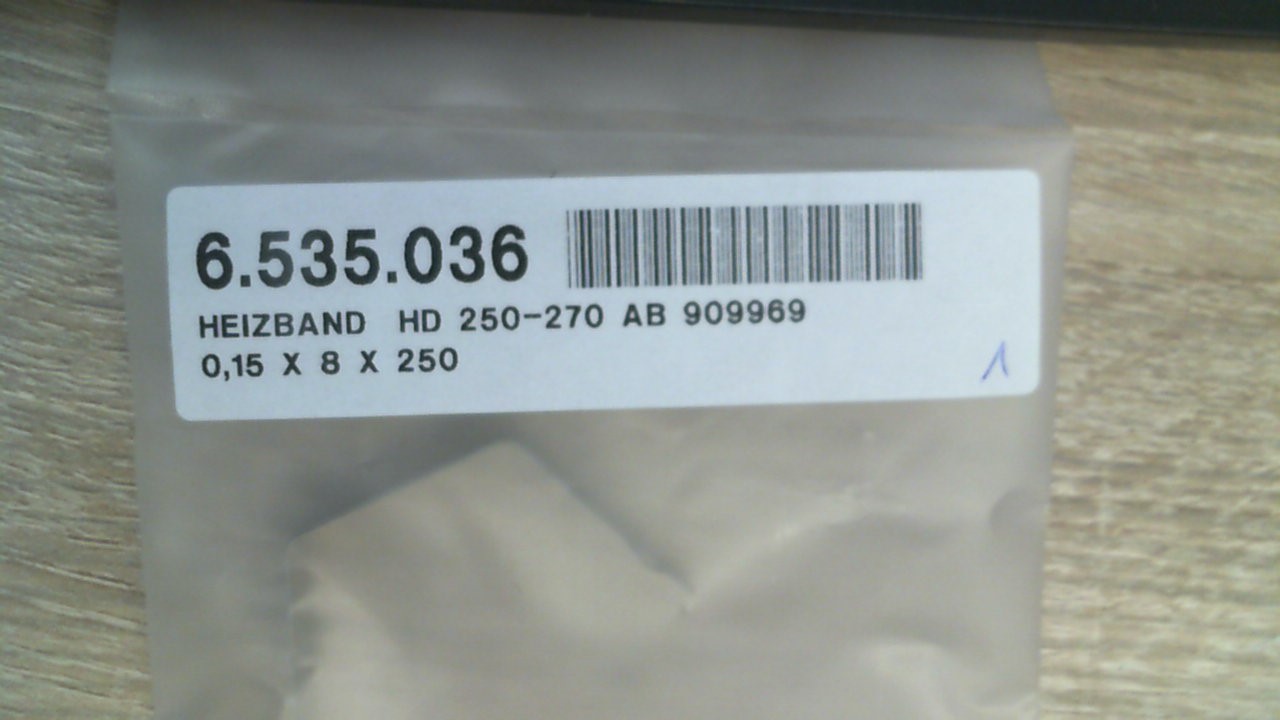 6.535.036
HEIZBAND HD 250-270 AB 909969
0,15 X 8 X 250
1